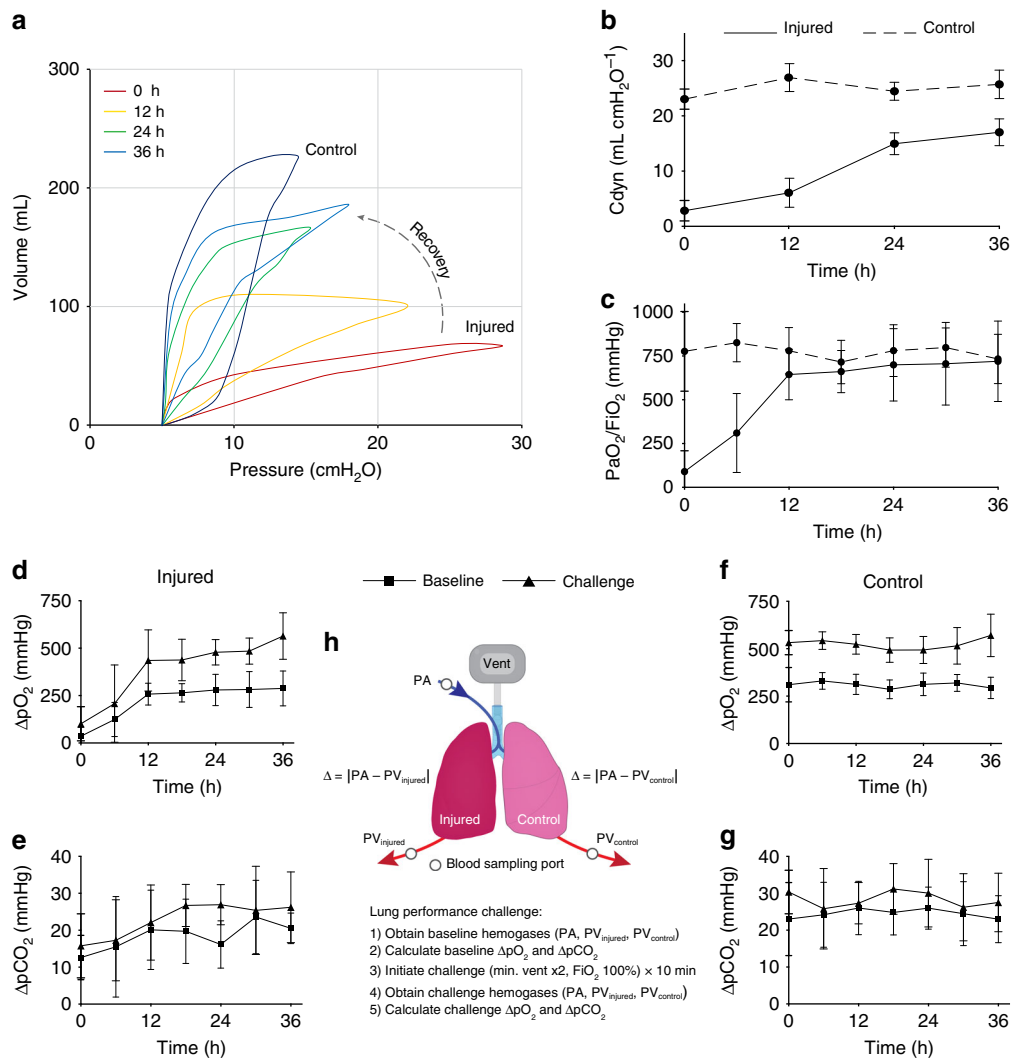 a
300
200
100
0
0 h
12 h
24 h
36 h
Control
Recovery
Injured
Volume (mL)
0
10
20
30
Pressure (cmH₂O)
b
Injured
Control
30
20
10
0
Cdyn (mL cmH₂O⁻¹)
0
12
24
36
Time (h)
c
1000
750
500
250
0
PaO₂/FiO₂ (mmHg)
0
12
24
36
Time (h)
Baseline
Challenge
d
Injured
750
500
250
0
ΔpO₂ (mmHg)
0
12
24
36
Time (h)
e
40
30
20
10
0
ΔpCO₂ (mmHg)
0
12
24
36
Time (h)
h
Vent
PA
Δ = |PA – PVinjured|
Δ = |PA – PVcontrol|
Injured
Control
PVinjured
PVcontrol
Blood sampling port
Lung performance challenge:
1) Obtain baseline hemogases (PA, PVinjured, PVcontrol)
2) Calculate baseline ΔpO₂ and ΔpCO₂
3) Initiate challenge (min. vent x2, FiO₂ 100%) × 10 min
4) Obtain challenge hemogases (PA, PVinjured, PVcontrol)
5) Calculate challenge ΔpO₂ and ΔpCO₂
f
Control
750
500
250
0
ΔpO₂ (mmHg)
0
12
24
36
Time (h)
g
40
30
20
10
0
ΔpCO₂ (mmHg)
0
12
24
36
Time (h)